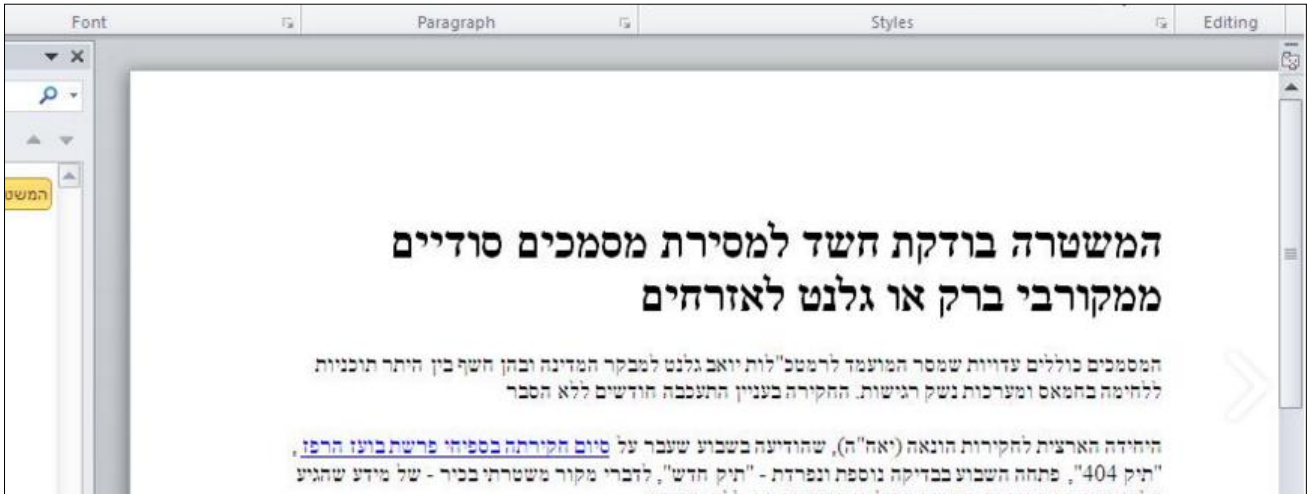 Font Paragraph Styles Editing
המשט
המשטרה בודקת חשד למסירת מסמכים סודיים
ממקורבי ברק או גלנט לאזרחים
המסמכים כוללים עדויות שמסר המועמד לרמטכ"לות יואב גלנט למבקר המדינה ובהן חשף בין היתר תוכניות
ללחימה בחמאס ומערכות נשק רגישות. החקירה בעניין התעכבה חודשים ללא הסבר
היחידה הארצית לחקירות הונאה (יאח"ה), שהודיעה בשבוע שעבר על סיום חקירתה בספיחי פרשת בועז הרפז,
"תיק 404", פתחה השבוע בבדיקה נוספת ונפרדת - "תיק חדש", לדברי מקור משטרתי בכיר - של מידע שהגיע